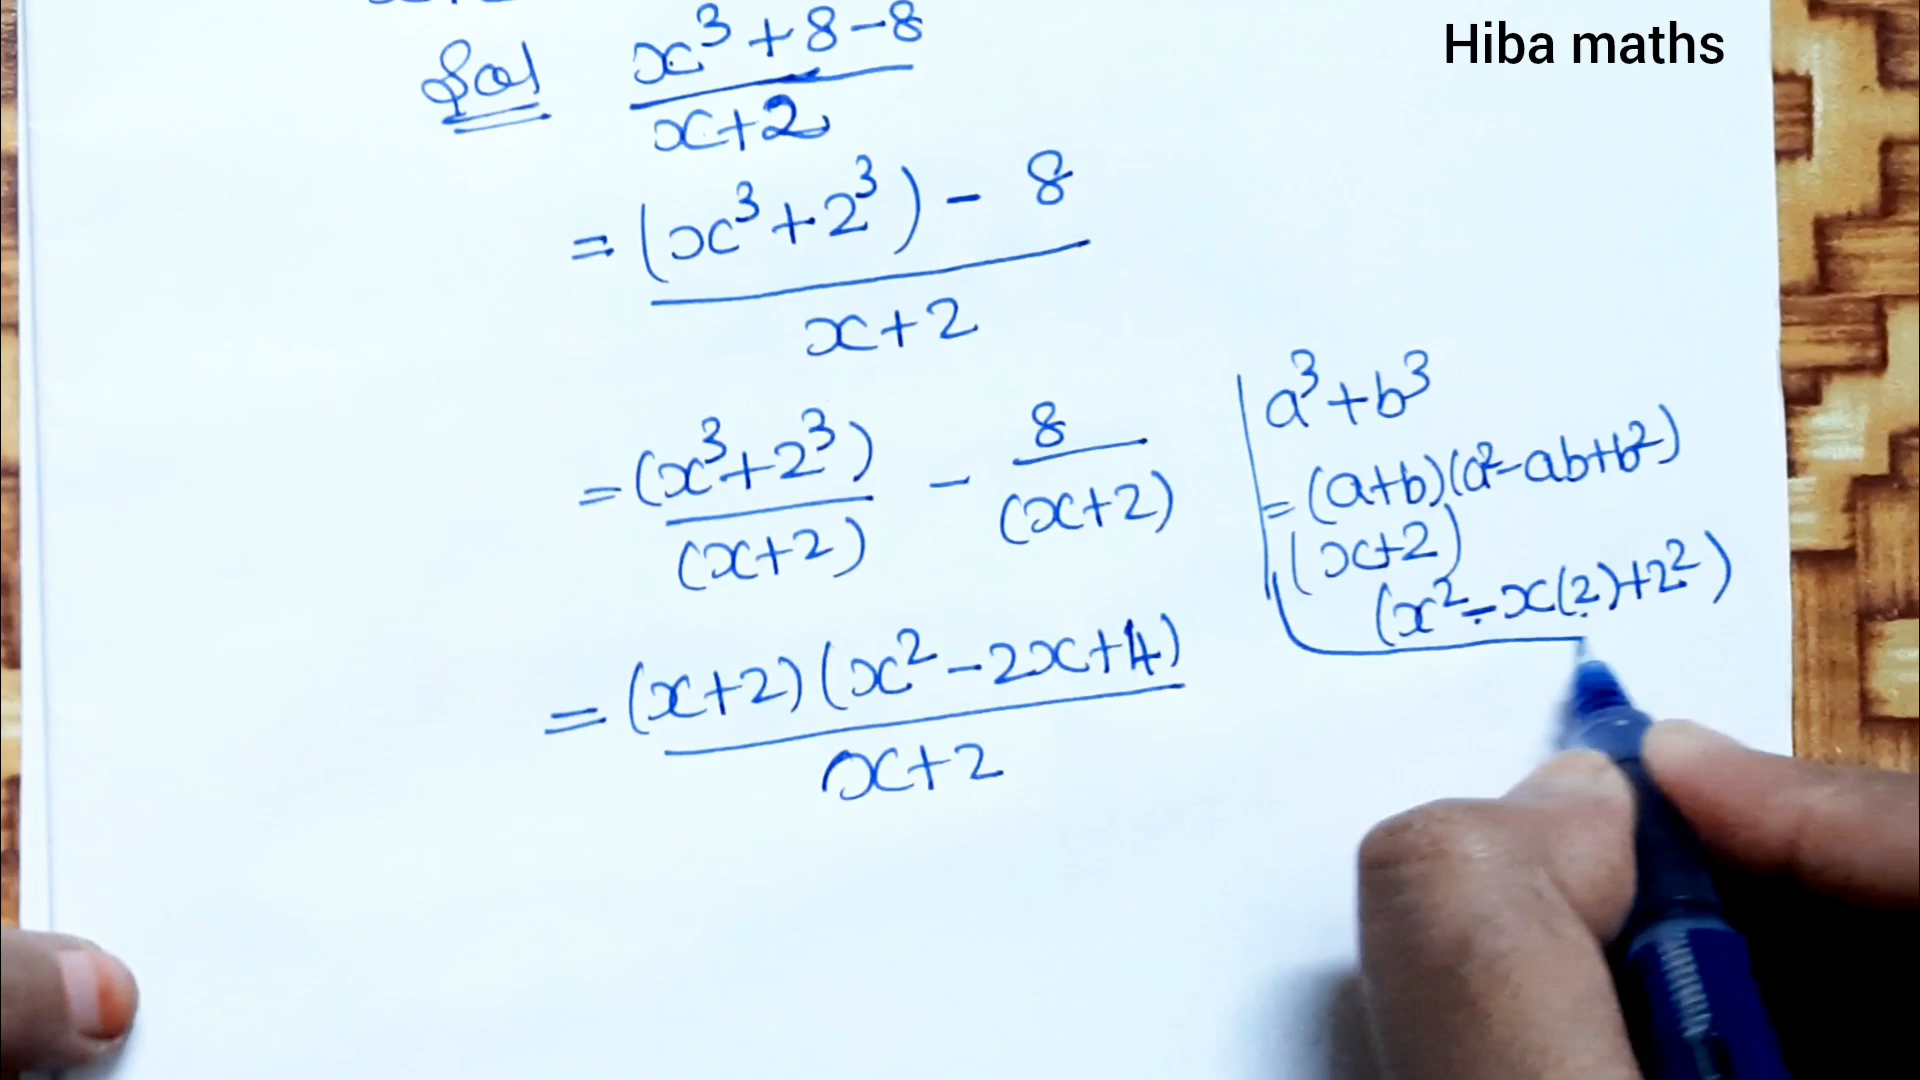 Hiba maths
Sol x³+8-8
x+2
= (x³+2³) - 8
x+2
= (x³+2³) - 8
(x+2) (x+2)
= (x+2)(x²-2x+4)
x+2
a³+b³
= (a+b)(a²-ab+b²)
(x+2)
(x²-x(2)+2²)